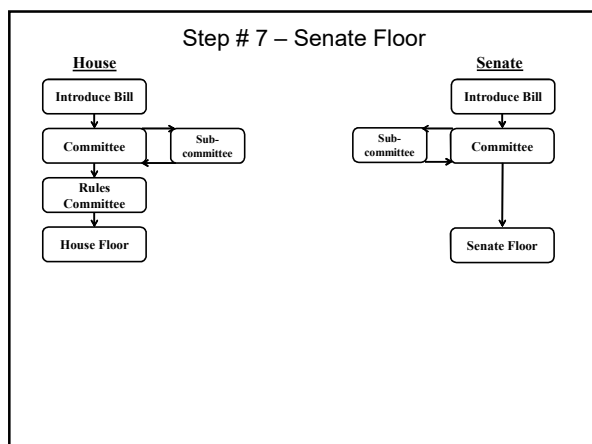 Step # 7 – Senate Floor
House
Introduce Bill
Committee
Sub-
committee
Rules
Committee
House Floor
Senate
Introduce Bill
Sub-
committee
Committee
Senate Floor